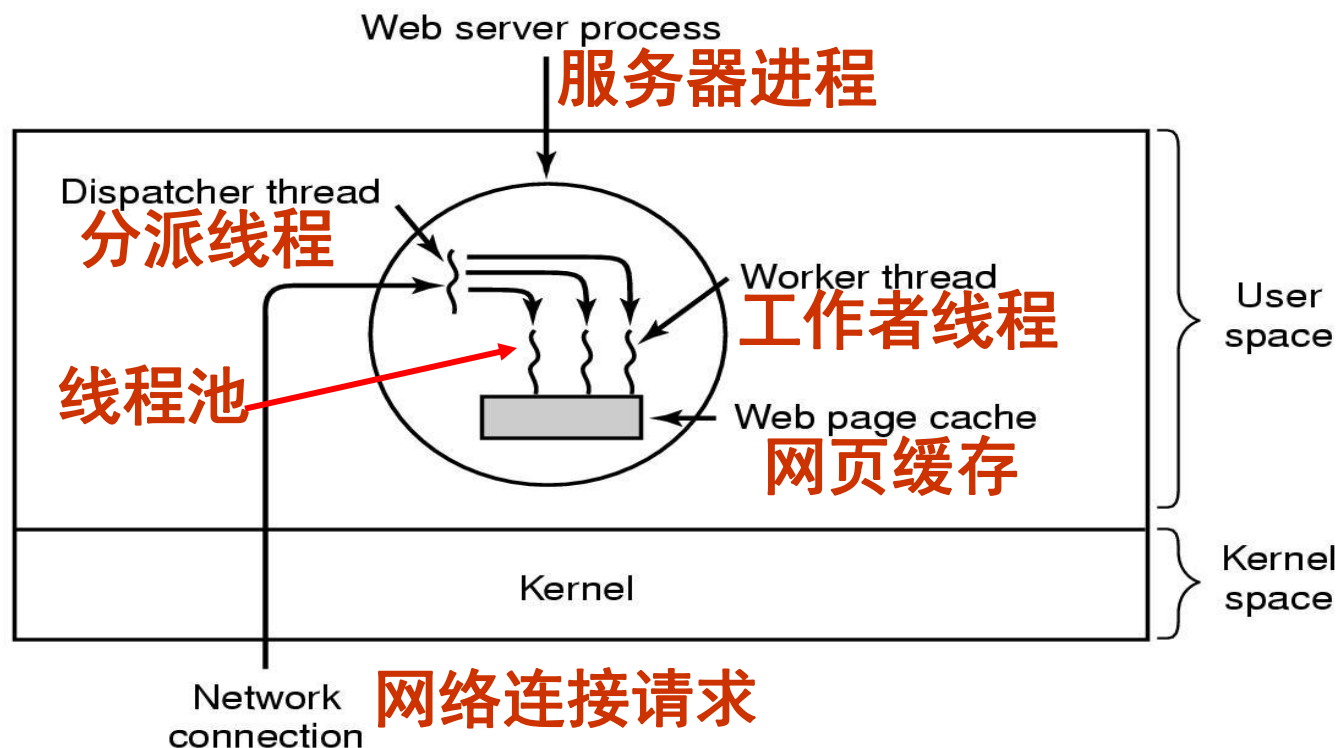 Web server process
服务器进程
Dispatcher thread
分派线程
Worker thread
工作者线程
User
space
线程池
Web page cache
网页缓存
Kernel
Kernel
space
Network
connection
网络连接请求